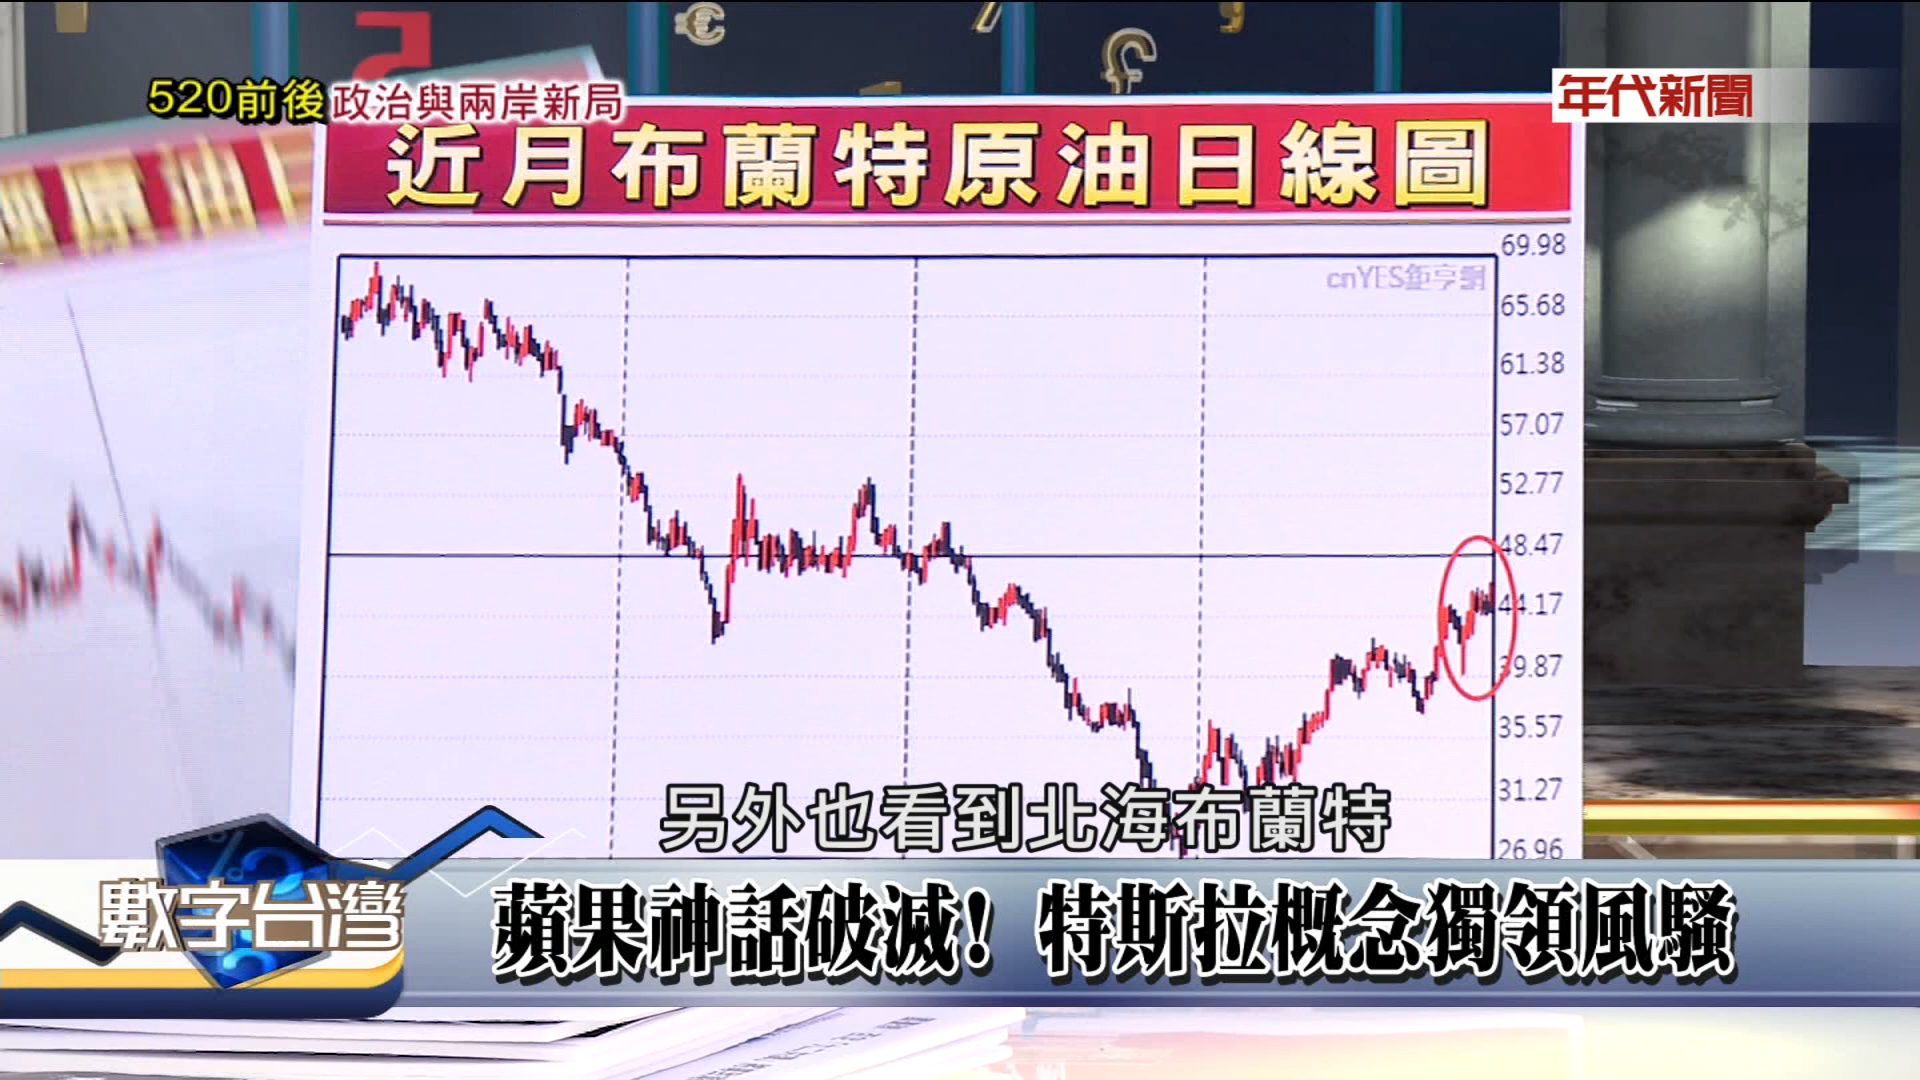 520前後 政治與兩岸新局
年代新聞
近月布蘭特原油日線圖
cnYES鉅亨網
69.98
65.68
61.38
57.07
52.77
48.47
44.17
39.87
35.57
31.27
26.96
另外也看到北海布蘭特
數字台灣
蘋果神話破滅！特斯拉概念獨領風騷